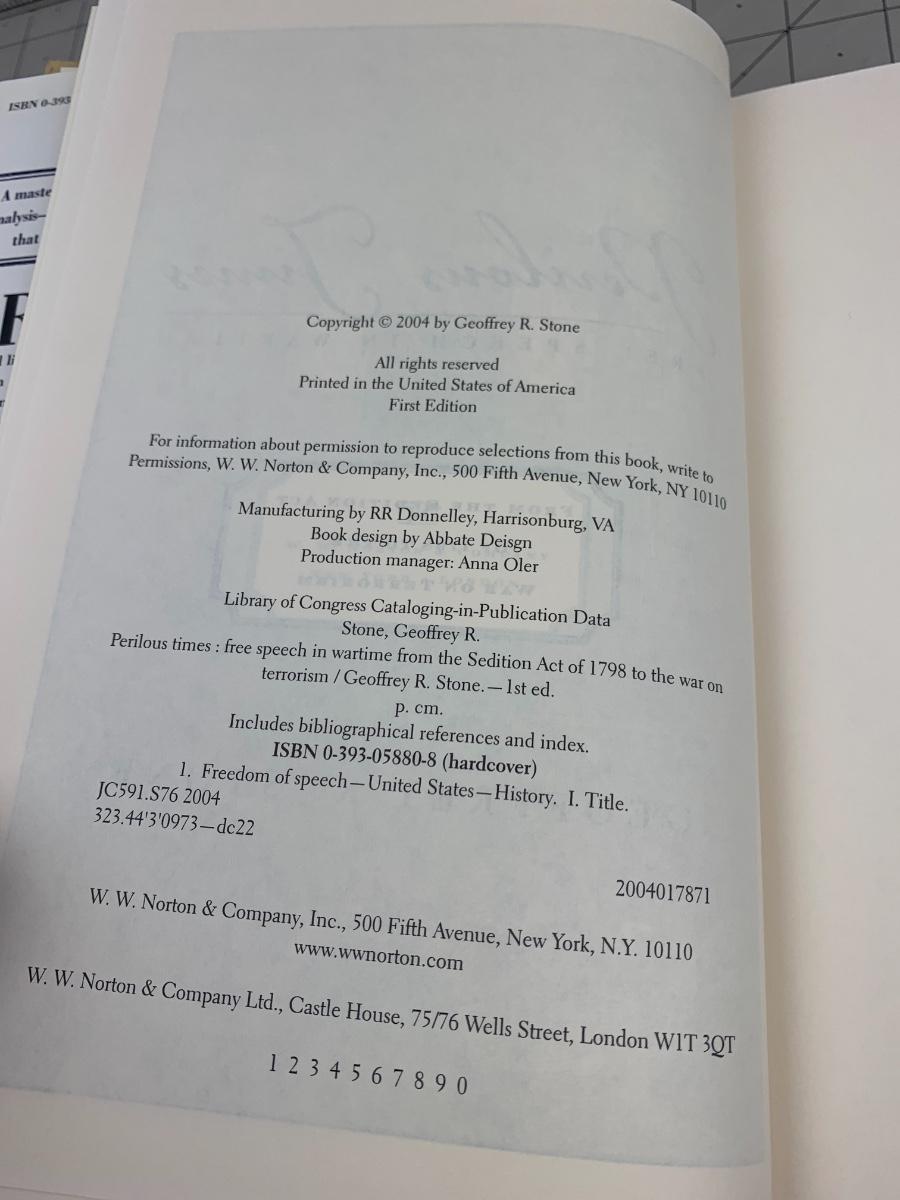 ISBN 0-393
A maste
nalysis—
that
Perilous Times
Copyright © 2004 by Geoffrey R. Stone
All rights reserved
Printed in the United States of America
First Edition
For information about permission to reproduce selections from this book, write to
Permissions, W. W. Norton & Company, Inc., 500 Fifth Avenue, New York, NY 10110
Manufacturing by RR Donnelley, Harrisonburg, VA
Book design by Abbate Deisgn
Production manager: Anna Oler
Library of Congress Cataloging-in-Publication Data
Stone, Geoffrey R.
Perilous times : free speech in wartime from the Sedition Act of 1798 to the war on
terrorism / Geoffrey R. Stone.—1st ed.
p. cm.
Includes bibliographical references and index.
ISBN 0-393-05880-8 (hardcover)
1. Freedom of speech—United States—History. I. Title.
JC591.S76 2004
323.44'3'0973—dc22
2004017871
W. W. Norton & Company, Inc., 500 Fifth Avenue, New York, N.Y. 10110
www.wwnorton.com
W. W. Norton & Company Ltd., Castle House, 75/76 Wells Street, London W1T 3QT
1 2 3 4 5 6 7 8 9 0